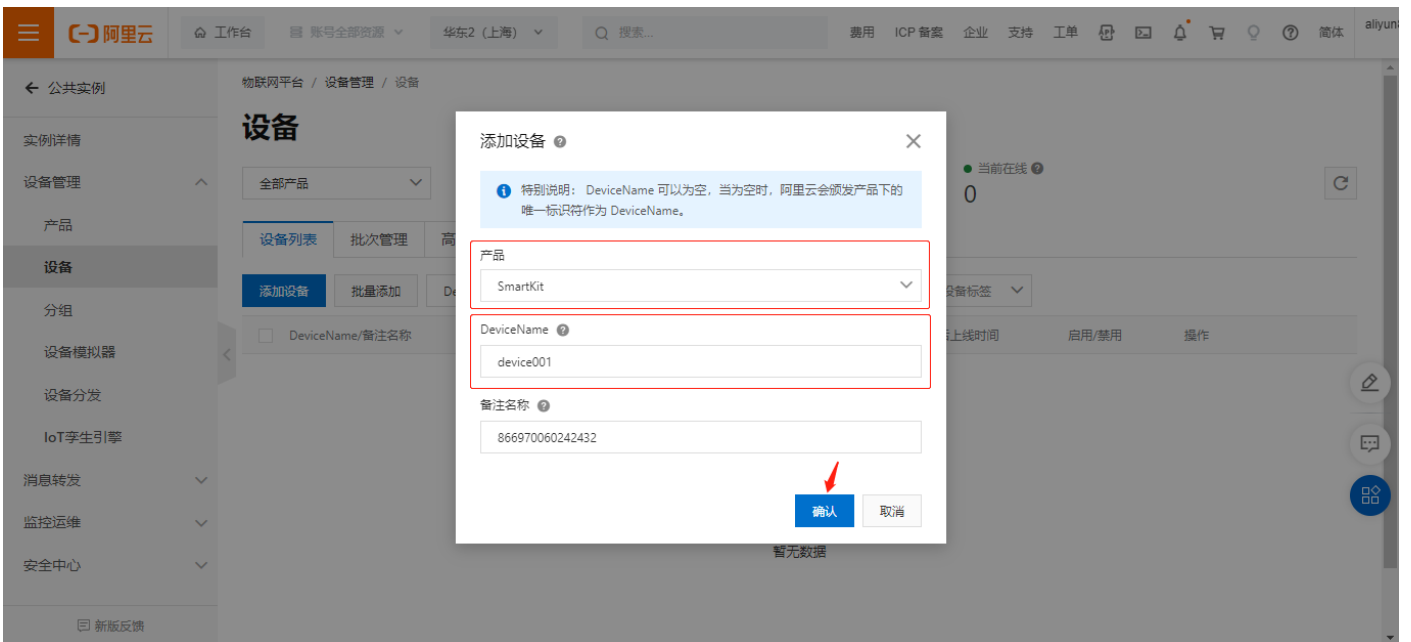 阿里云
工作台
账号全部资源
华东2（上海）
搜索...
费用
ICP 备案
企业
支持
工单
简体
公共实例
实例详情
设备管理
产品
设备
分组
设备模拟器
设备分发
IoT孪生引擎
消息转发
监控运维
安全中心
新版反馈
物联网平台 / 设备管理 / 设备
设备
全部产品
当前在线
0
设备列表
批次管理
高
添加设备
批量添加
De
设备标签
DeviceName/备注名称
后上线时间
启用/禁用
操作
暂无数据
添加设备
特别说明： DeviceName 可以为空，当为空时，阿里云会颁发产品下的
唯一标识符作为 DeviceName。
产品
SmartKit
DeviceName
device001
备注名称
866970060242432
确认
取消